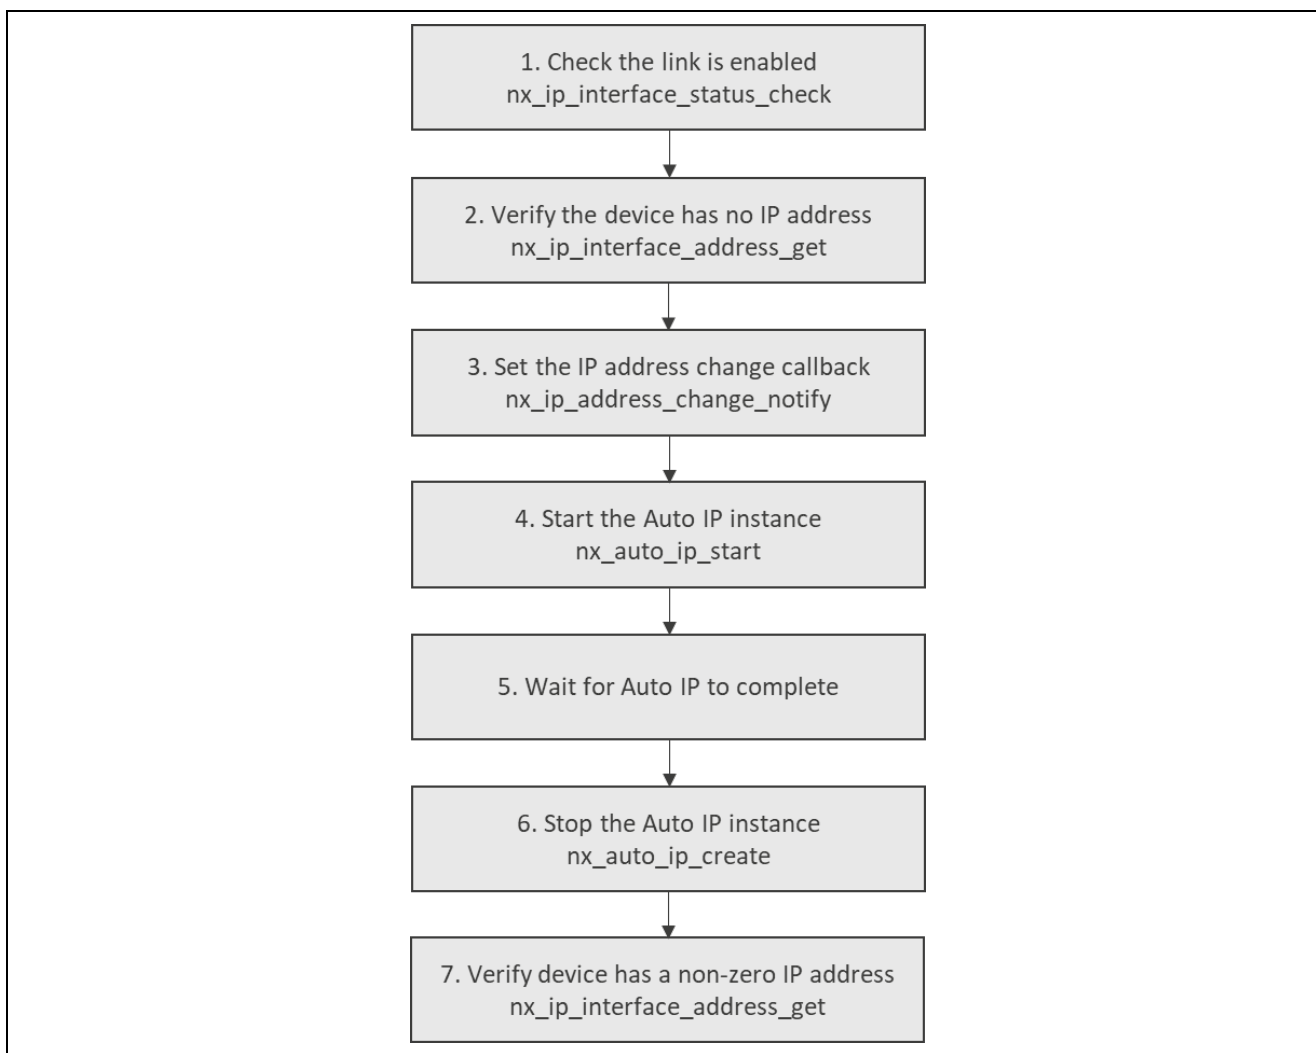 1. Check the link is enabled
nx_ip_interface_status_check
2. Verify the device has no IP address
nx_ip_interface_address_get
3. Set the IP address change callback
nx_ip_address_change_notify
4. Start the Auto IP instance
nx_auto_ip_start
5. Wait for Auto IP to complete
6. Stop the Auto IP instance
nx_auto_ip_create
7. Verify device has a non-zero IP address
nx_ip_interface_address_get